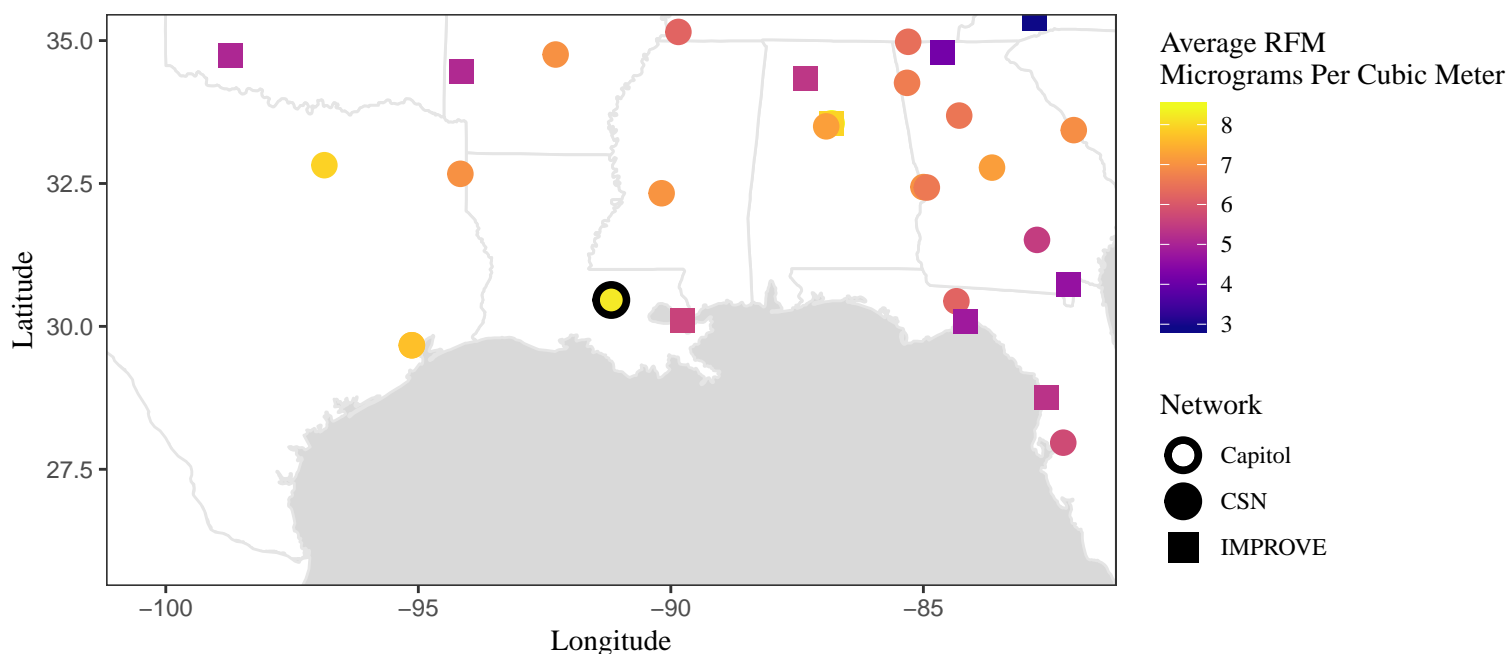 35.0
32.5
30.0
27.5
Latitude
−100
−95
−90
−85
Longitude
Average RFM
Micrograms Per Cubic Meter
8
7
6
5
4
3
Network
Capitol
CSN
IMPROVE